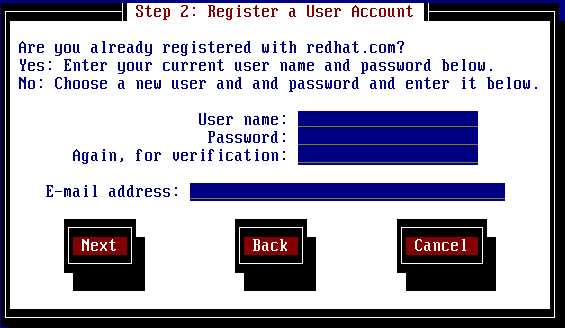 Step 2: Register a User Account
Are you already registered with redhat.com?
Yes: Enter your current user name and password below.
No: Choose a new user and and password and enter it below.
User name:
Password:
Again, for verification:
E-mail address:
Next Back Cancel